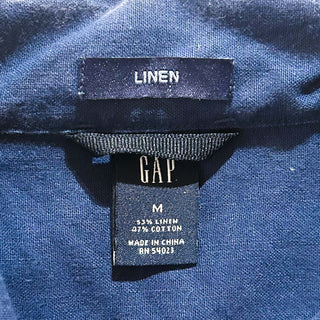 LINEN
GAP
M
53% LINEN
47% COTTON
MADE IN CHINA
RN 54023